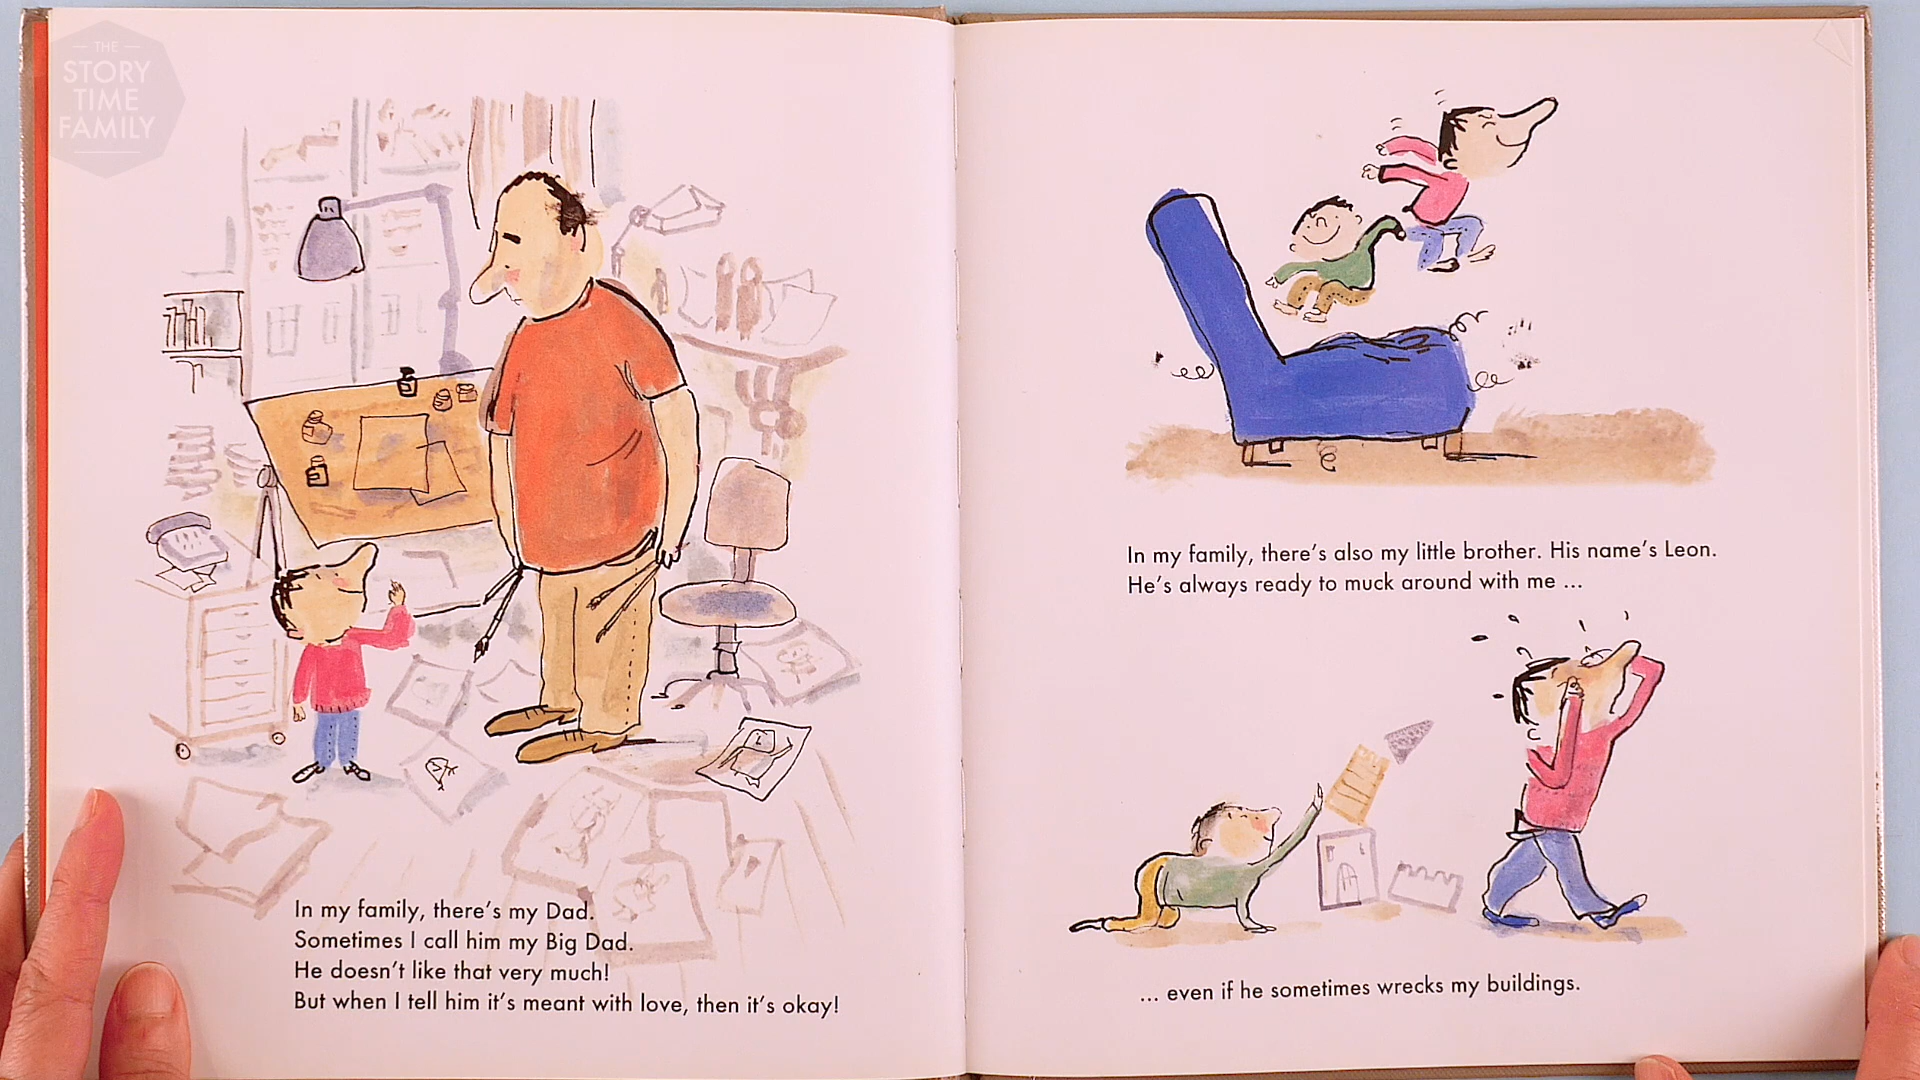 THE
STORY
TIME
FAMILY
In my family, there's my Dad.
Sometimes I call him my Big Dad.
He doesn't like that very much!
But when I tell him it's meant with love, then it's okay!
In my family, there's also my little brother. His name's Leon.
He's always ready to muck around with me ...
... even if he sometimes wrecks my buildings.